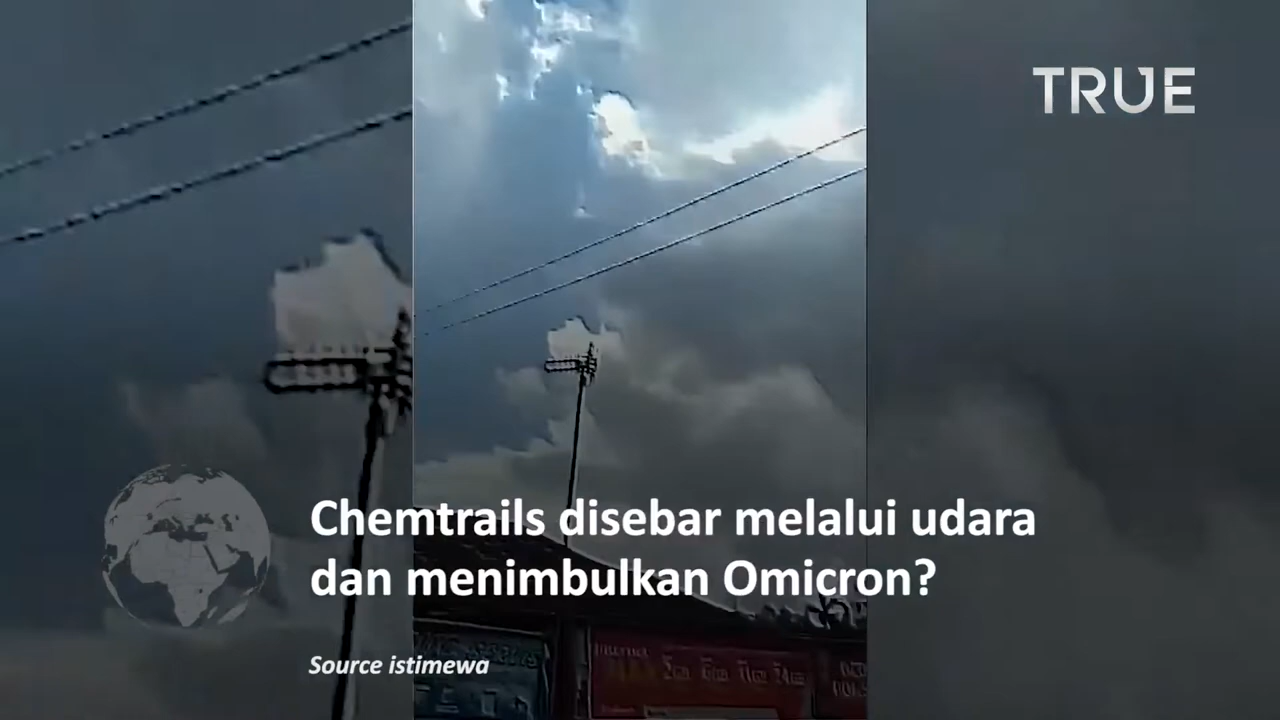 TRUE
Chemtrails disebar melalui udara
dan menimbulkan Omicron?
Source istimewa